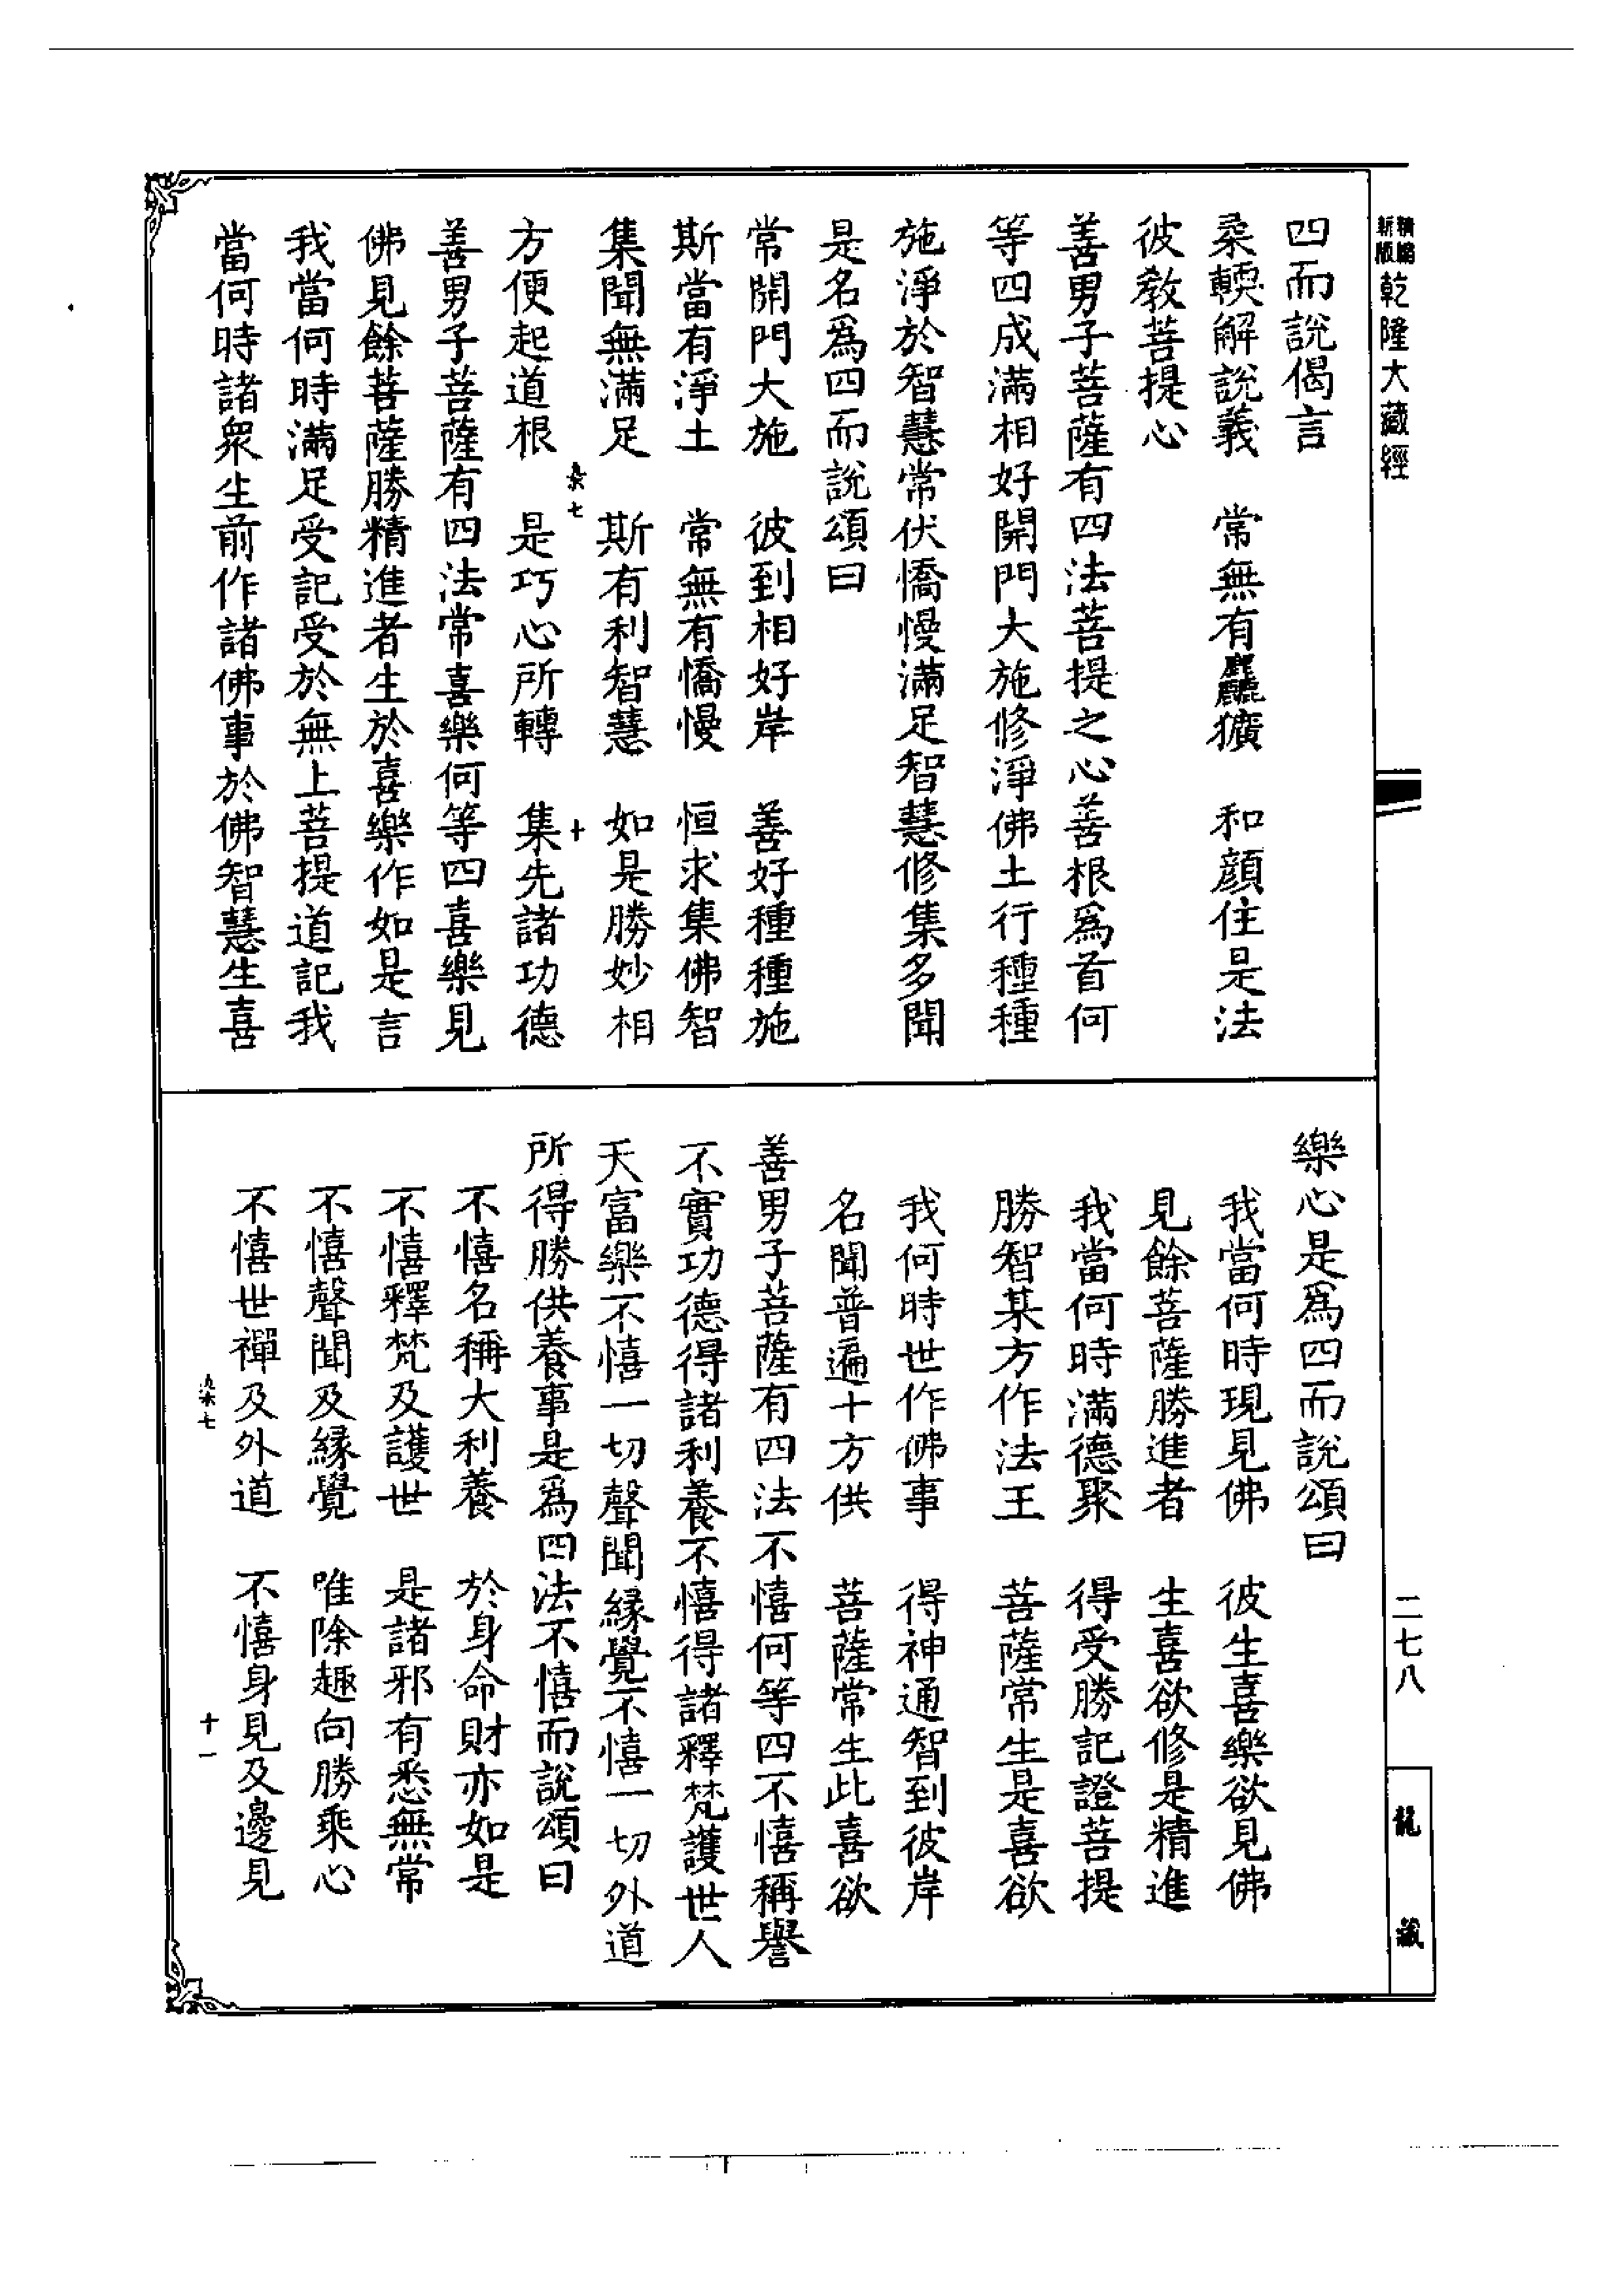 精縮新版乾隆大藏經
四而說偈言
柔輭解說義　常無有麤獷　和顏住是法
彼教菩提心
善男子菩薩有四法菩提之心善根爲首何
等四成滿相好開門大施修淨佛土行種種
施淨於智慧常伏憍慢滿足智慧修集多聞
是名爲四而說頌曰
常開門大施　彼到相好岸　善好種種施
斯當有淨土　常無有憍慢　恒求集佛智
集聞無滿足　斯有利智慧　如是勝妙相
方便起道根　是巧心所轉　集先諸功德
善男子菩薩有四法常喜樂何等四喜樂見
佛見餘菩薩勝精進者生於喜樂作如是言
我當何時滿足受記受於無上菩提道記我
當何時諸衆生前作諸佛事於佛智慧生喜
十
樂心是爲四而說頌曰
我當何時現見佛　彼生喜樂欲見佛
見餘菩薩勝進者　生喜欲修是精進
我當何時滿德聚　得受勝記證菩提
勝智某方作法王　菩薩常生是喜欲
我何時世作佛事　得神通智到彼岸
名聞普遍十方供　菩薩常生此喜欲
善男子菩薩有四法不憘何等四不憘稱譽
不實功德得諸利養不憘得諸釋梵護世人
天富樂不憘一切聲聞緣覺不憘一切外道
所得勝供養事是爲四法不憘而說頌曰
不憘名稱大利養　於身命財亦如是
不憘釋梵及護世　是諸邪有悉無常
不憘聲聞及緣覺　唯除趣向勝乘心
不憘世禪及外道　不憘身見及邊見
十一
二七八
龍藏